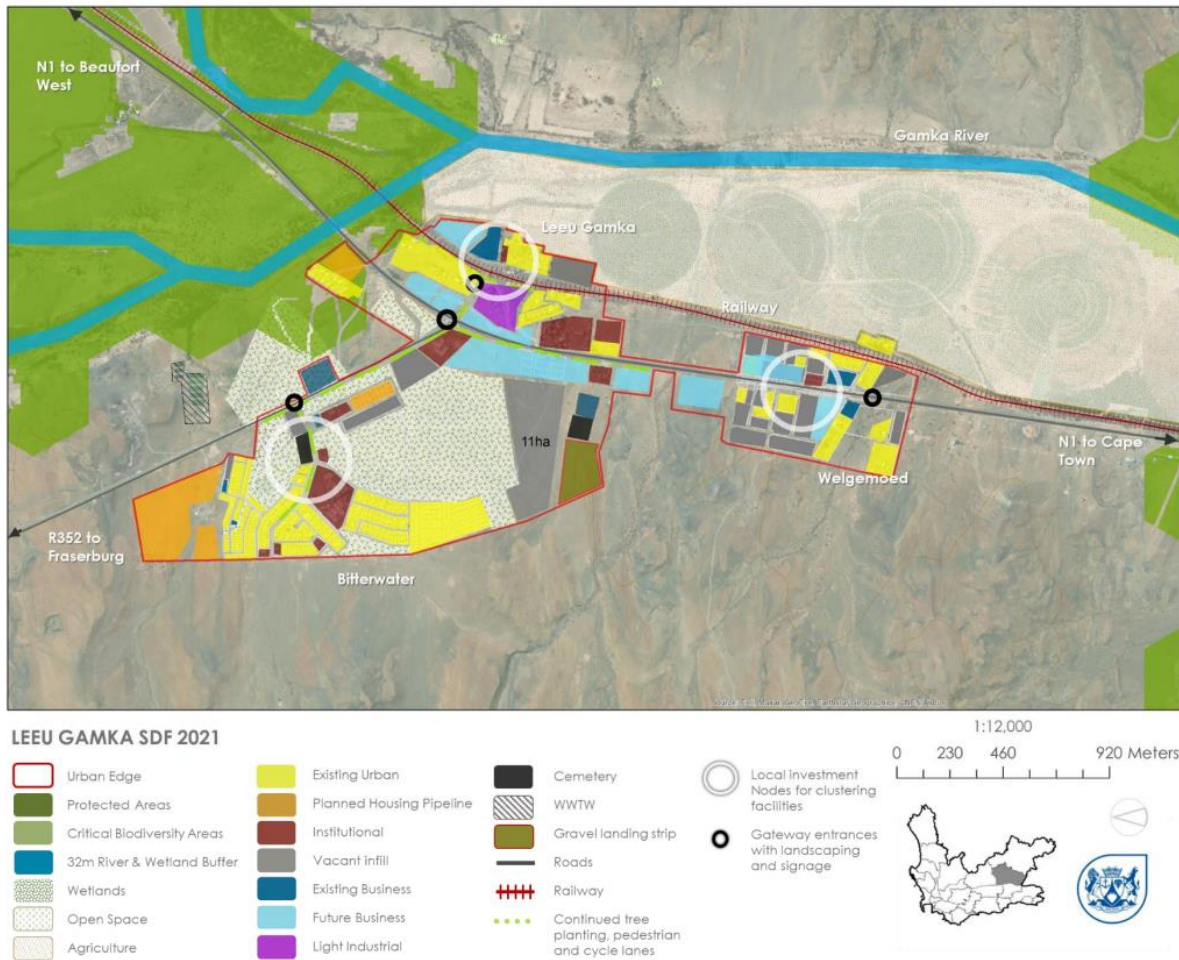 N1 to Beaufort
West
Gamka River
Leeu Gamka
Railway
11ha
N1 to Cape
Town
Welgemoed
R352 to
Fraserburg
Bitterwater
LEEU GAMKA SDF 2021
Urban Edge
Protected Areas
Critical Biodiversity Areas
32m River & Wetland Buffer
Wetlands
Open Space
Agriculture
Existing Urban
Planned Housing Pipeline
Institutional
Vacant infill
Existing Business
Future Business
Light Industrial
Cemetery
WWTW
Gravel landing strip
Roads
Railway
Continued tree
planting, pedestrian
and cycle lanes
Local investment
Nodes for clustering
facilities
Gateway entrances
with landscaping
and signage
1:12,000
0 230 460 920 Meters